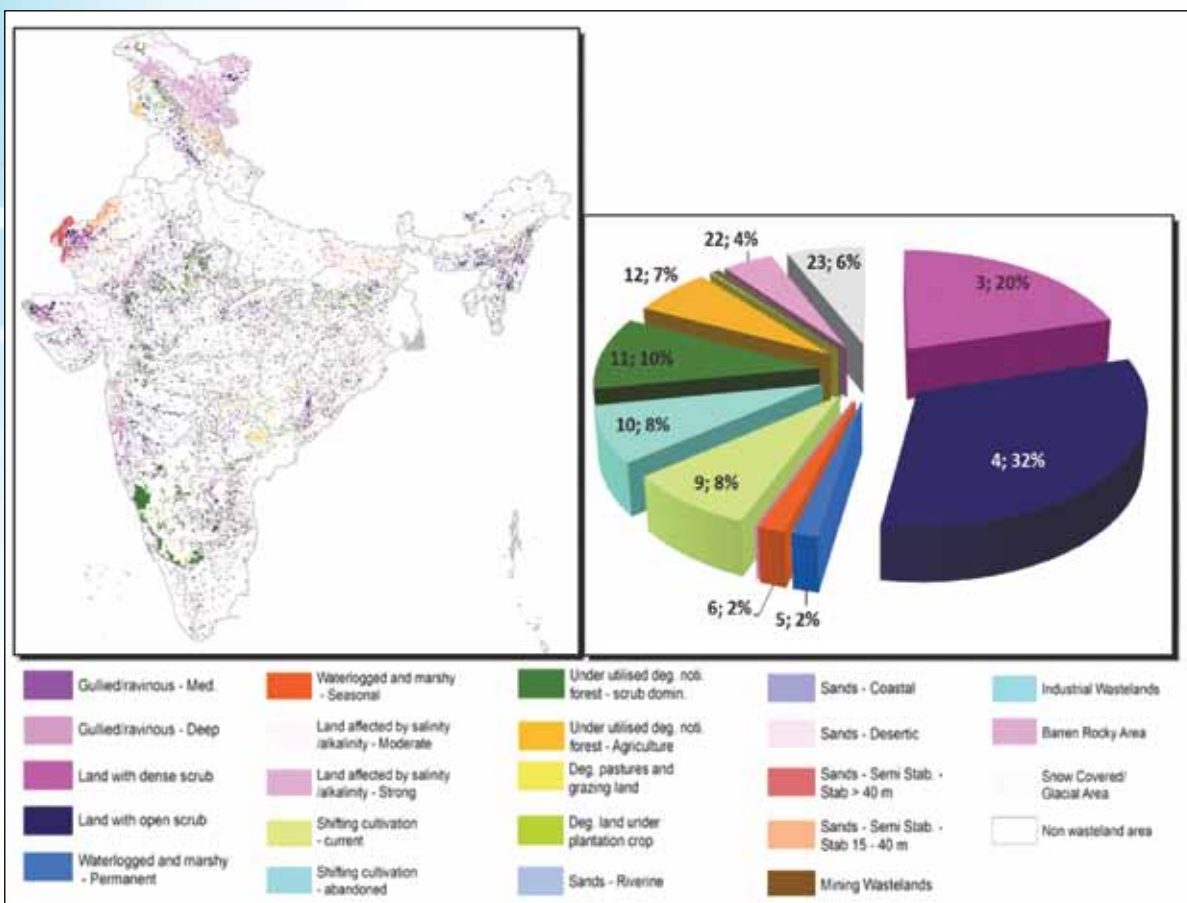 22; 4%
23; 6%
12; 7%
3; 20%
11; 10%
10; 8%
4; 32%
9; 8%
6; 2%
5; 2%
Gullied/ravinous - Med.
Gullied/ravinous - Deep
Land with dense scrub
Land with open scrub
Waterlogged and marshy
- Permanent
Waterlogged and marshy
- Seasonal
Land affected by salinity
/alkalinity - Moderate
Land affected by salinity
/alkalinity - Strong
Shifting cultivation
- current
Shifting cultivation
- abandoned
Under utilised deg. noti.
forest - scrub domin.
Under utilised deg. noti.
forest - Agriculture
Deg. pastures and
grazing land
Deg. land under
plantation crop
Sands - Riverine
Sands - Coastal
Sands - Desertic
Sands - Semi Stab. -
Stab > 40 m
Sands - Semi Stab. -
Stab 15 - 40 m
Mining Wastelands
Industrial Wastelands
Barren Rocky Area
Snow Covered/
Glacial Area
Non wasteland area